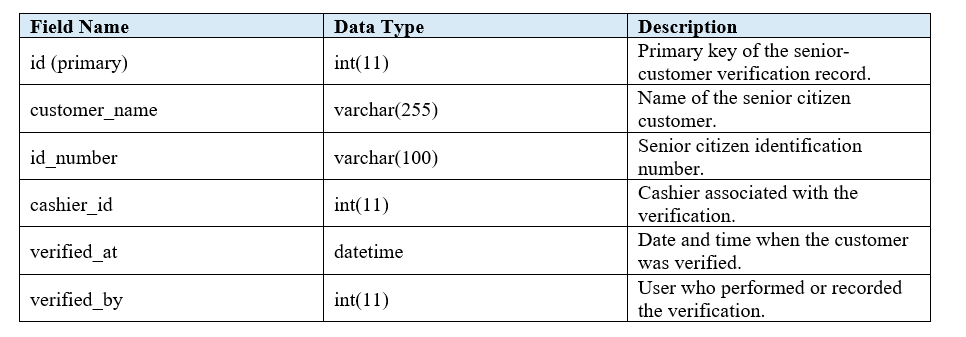 Field Name Data Type Description
id (primary) int(11) Primary key of the senior-
customer verification record.
customer_name varchar(255) Name of the senior citizen
customer.
id_number varchar(100) Senior citizen identification
number.
cashier_id int(11) Cashier associated with the
verification.
verified_at datetime Date and time when the customer
was verified.
verified_by int(11) User who performed or recorded
the verification.